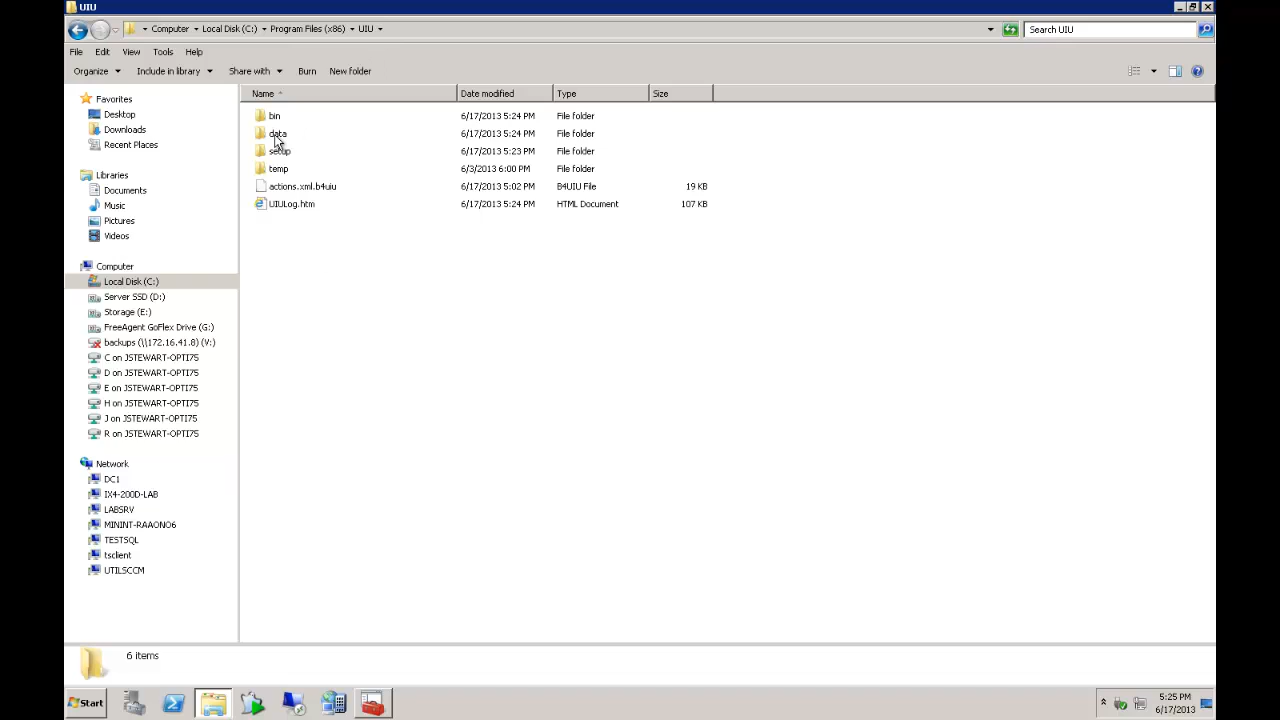 UIU
Computer Local Disk (C:) Program Files (x86) UIU
Search UIU
File Edit View Tools Help
Organize Include in library Share with Burn New folder
Name Date modified Type Size
Favorites
Desktop
Downloads
Recent Places
Libraries
Documents
Music
Pictures
Videos
Computer
Local Disk (C:)
Server SSD (D:)
Storage (E:)
FreeAgent GoFlex Drive (G:)
backups (\\172.16.41.8) (V:)
C on JSTEWART-OPTI75
D on JSTEWART-OPTI75
E on JSTEWART-OPTI75
H on JSTEWART-OPTI75
J on JSTEWART-OPTI75
R on JSTEWART-OPTI75
Network
DC1
IX4-200D-LAB
LABSRV
MININT-RAAONO6
TESTSQL
tsclient
UTILSCCM
bin 6/17/2013 5:24 PM File folder
data 6/17/2013 5:24 PM File folder
setup 6/17/2013 5:23 PM File folder
temp 6/3/2013 6:00 PM File folder
actions.xml.b4uiu 6/17/2013 5:02 PM B4UIU File 19 KB
UIULog.htm 6/17/2013 5:24 PM HTML Document 107 KB
6 items
Start
5:25 PM
6/17/2013